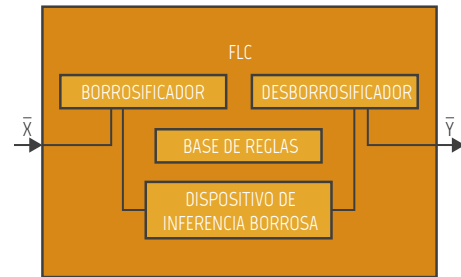 FLC
BORROSIFICADOR
DESBORROSIFICADOR
X̅
Y̅
BASE DE REGLAS
DISPOSITIVO DE
INFERENCIA BORROSA